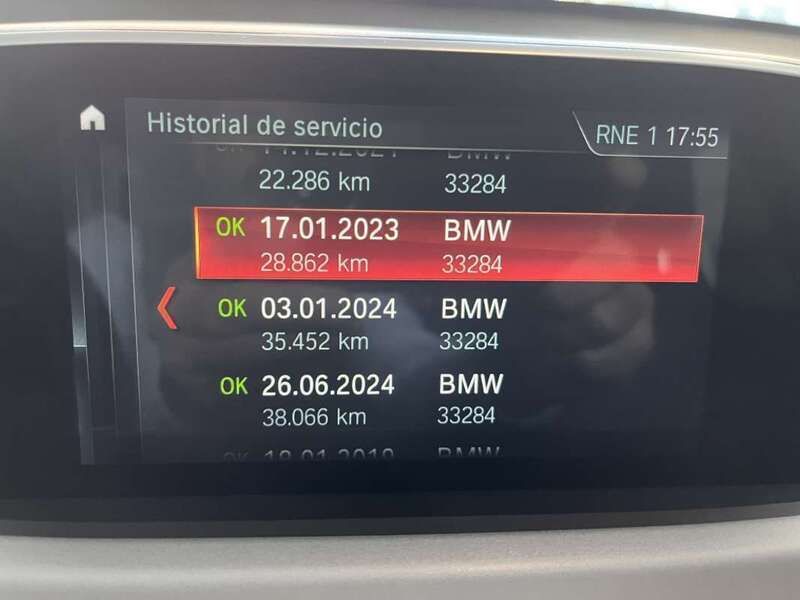 Historial de servicio
RNE 1 17:55
22.286 km 33284
OK 17.01.2023 BMW
28.862 km 33284
OK 03.01.2024 BMW
35.452 km 33284
OK 26.06.2024 BMW
38.066 km 33284